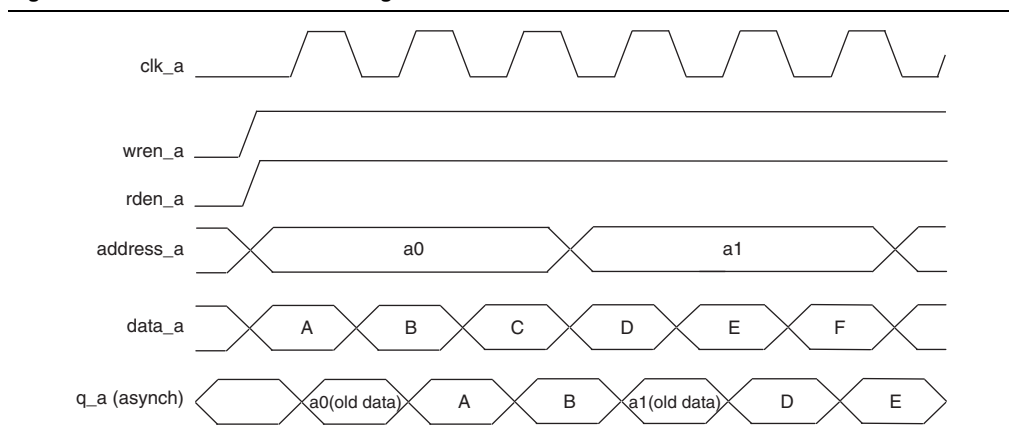 clk_a
wren_a
rden_a
address_a a0 a1
data_a A B C D E F
q_a (asynch) a0(old data) A B a1(old data) D E